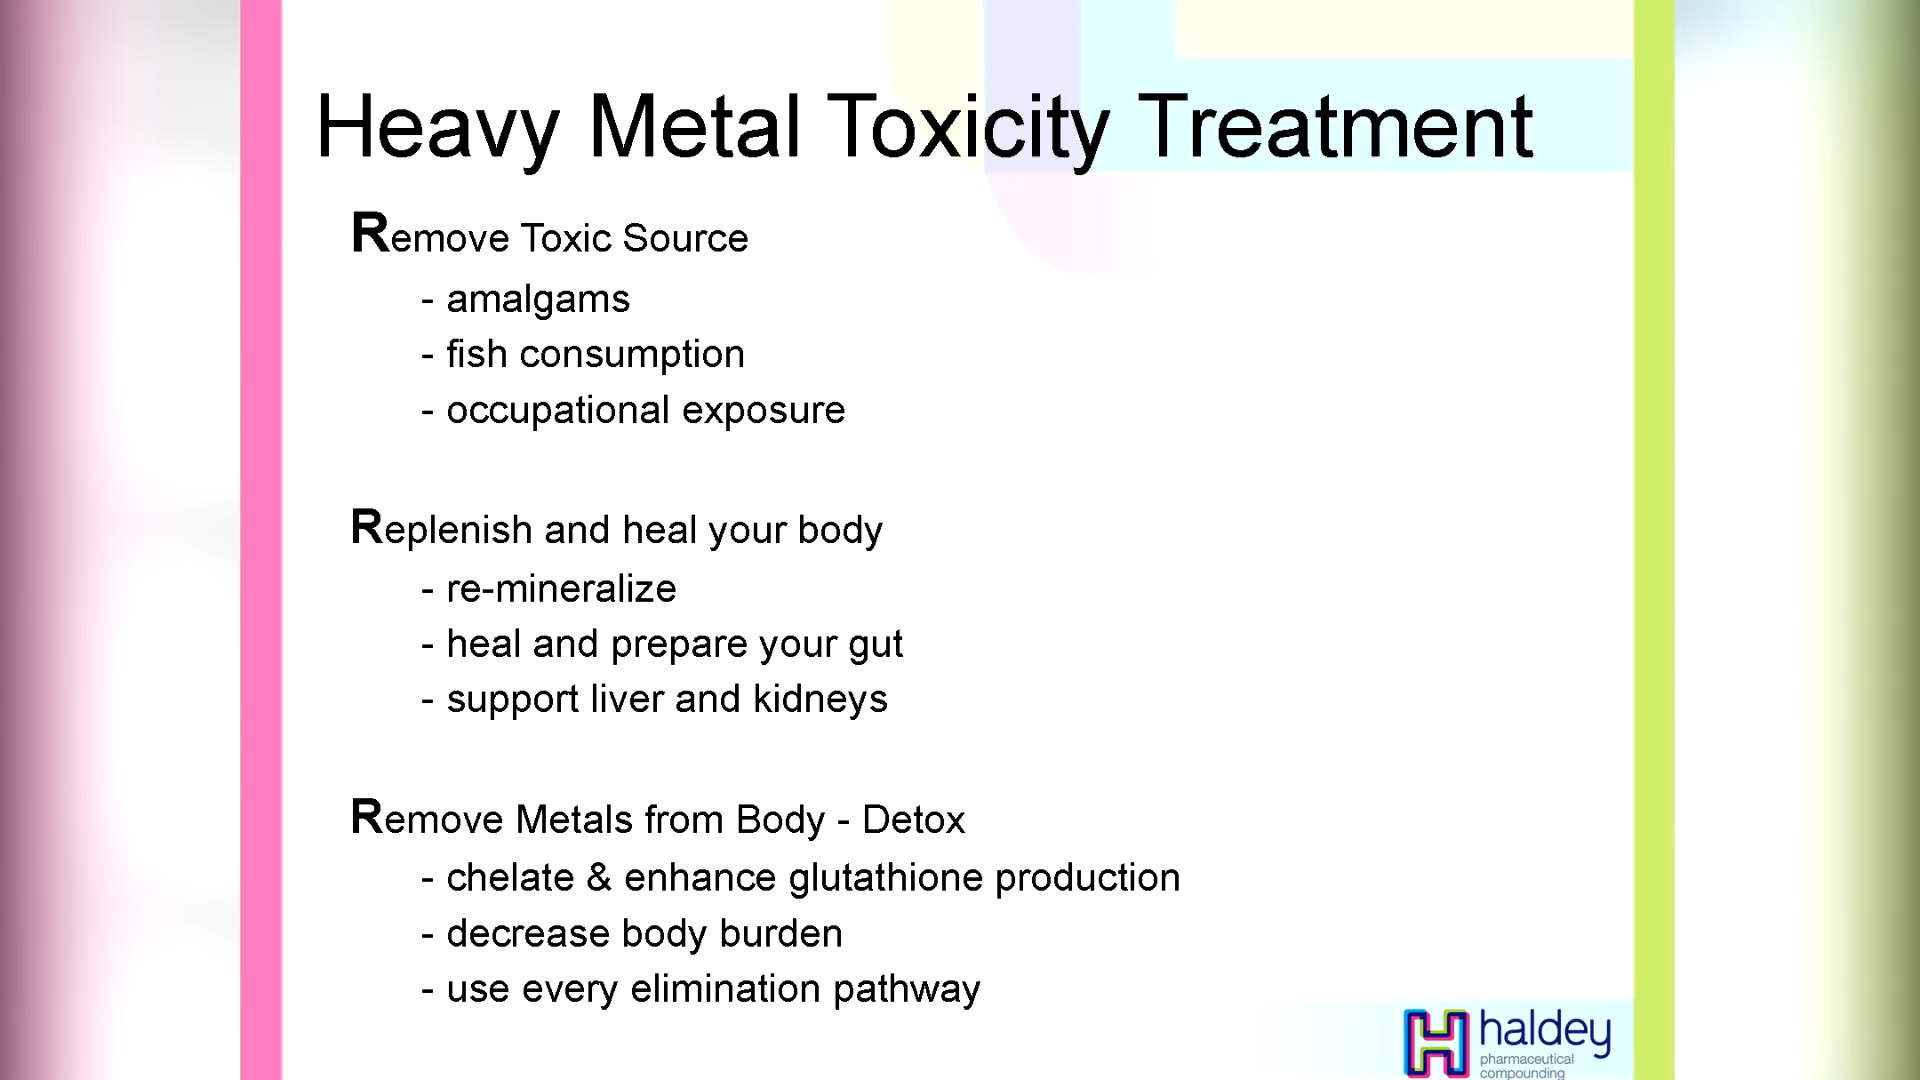 Heavy Metal Toxicity Treatment
Remove Toxic Source
- amalgams
- fish consumption
- occupational exposure
Replenish and heal your body
- re-mineralize
- heal and prepare your gut
- support liver and kidneys
Remove Metals from Body - Detox
- chelate & enhance glutathione production
- decrease body burden
- use every elimination pathway
haldey
pharmaceutical
compounding